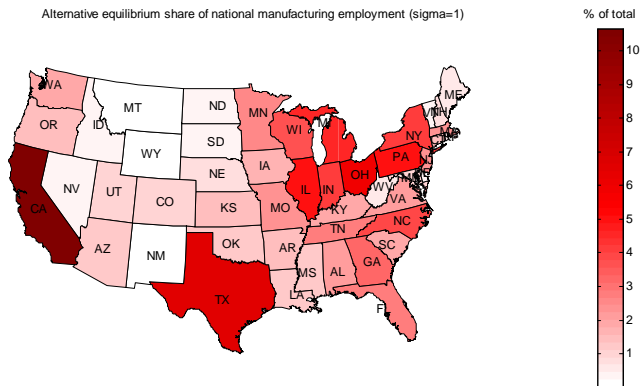 Alternative equilibrium share of national manufacturing employment (sigma=1)
% of total
WA
MT
ND
MN
ME
OR
ID
SD
WI
NY
WY
IA
PA
NE
IL
IN
OH
NJ
NV
UT
CO
KS
MO
KY
WV
VA
CA
TN
NC
AZ
NM
OK
AR
SC
MS
AL
GA
TX
LA
10
9
8
7
6
5
4
3
2
1